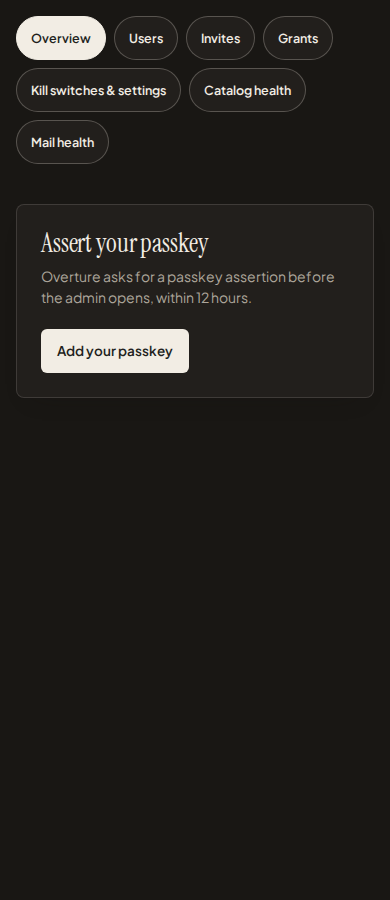 Overview
Users
Invites
Grants
Kill switches & settings
Catalog health
Mail health
Assert your passkey
Overture asks for a passkey assertion before
the admin opens, within 12 hours.
Add your passkey